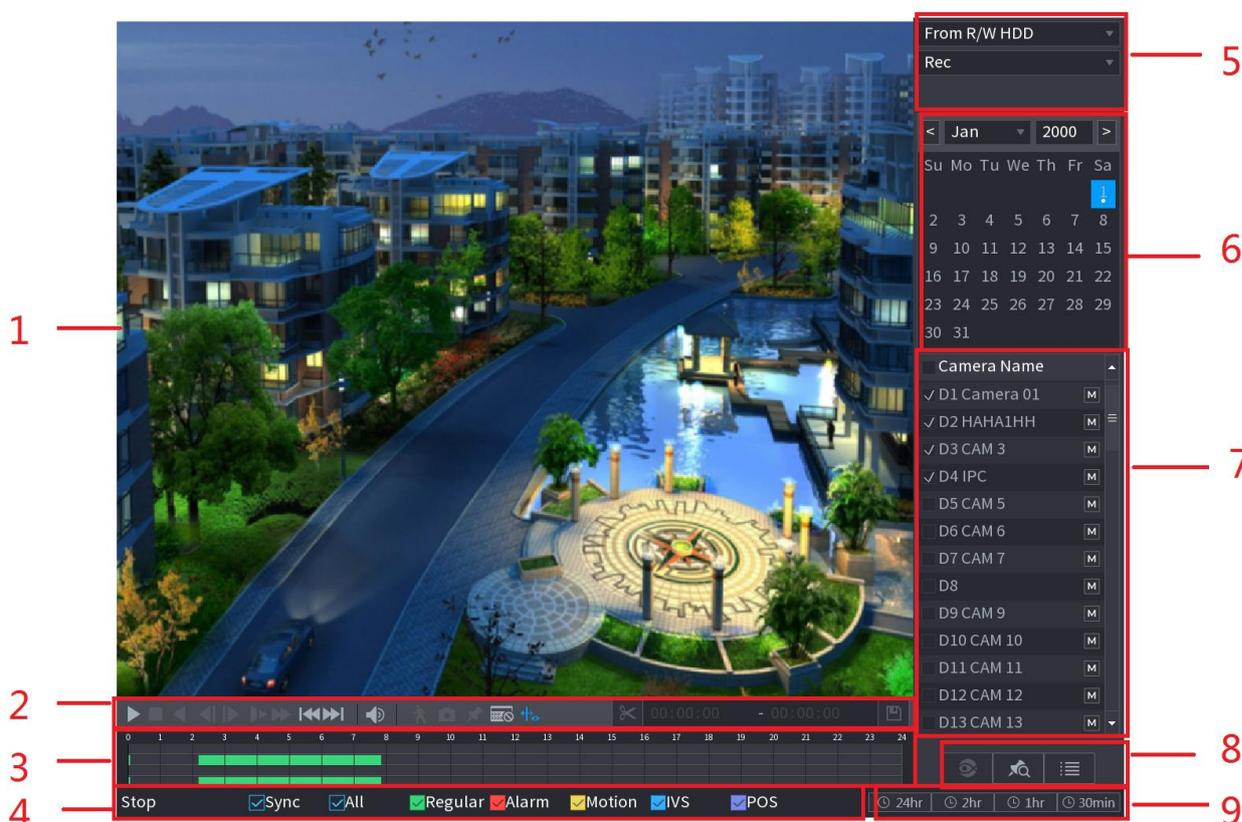 From R/W HDD
Rec
5
< Jan 2000 >
Su Mo Tu We Th Fr Sa
1
2 3 4 5 6 7 8
9 10 11 12 13 14 15
16 17 18 19 20 21 22
23 24 25 26 27 28 29
30 31
6
1
Camera Name
D1 Camera 01 M
D2 HAHA1HH M
D3 CAM 3 M
D4 IPC M
D5 CAM 5 M
D6 CAM 6 M
D7 CAM 7 M
D8 M
D9 CAM 9 M
D10 CAM 10 M
D11 CAM 11 M
D12 CAM 12 M
D13 CAM 13 M
7
2
00:00:00 - 00:00:00
0 1 2 3 4 5 6 7 8 9 10 11 12 13 14 15 16 17 18 19 20 21 22 23 24
3
8
4
Stop Sync All Regular Alarm Motion IVS POS
24hr 2hr 1hr 30min
9